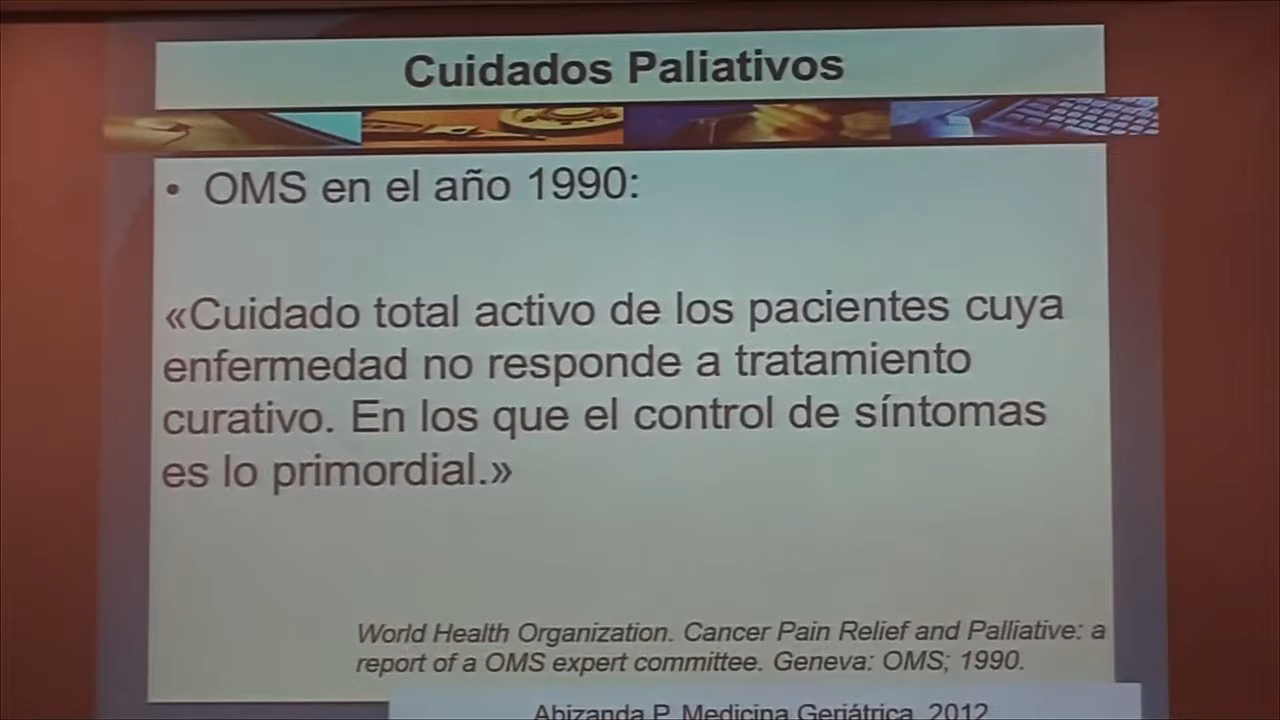 Cuidados Paliativos
• OMS en el año 1990:
«Cuidado total activo de los pacientes cuya
enfermedad no responde a tratamiento
curativo. En los que el control de síntomas
es lo primordial.»
World Health Organization. Cancer Pain Relief and Palliative: a
report of a OMS expert committee. Geneva: OMS; 1990.
Abizanda P. Medicina Geriátrica. 2012